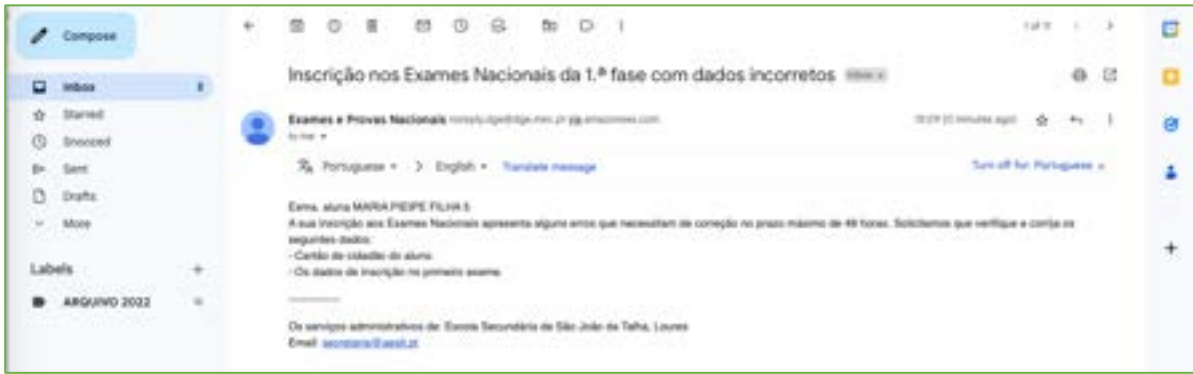 Compose
Inscrição nos Exames Nacionais da 1.ª fase com dados incorretos
Inbox
Exames e Provas Nacionais
Starred
to me
Snoozed
Portuguese > English Translate message Turn off for: Portuguese
Sent
Drafts
Exma. aluna MARIA FILHA 5
More
A sua inscrição aos Exames Nacionais apresenta alguns erros que necessitam de correção no prazo máximo de 48 horas. Solicitamos que verifique e corrija os
seguintes dados:
- Cartão de cidadão do aluno.
- Os dados de inscrição no primeiro exame.
Labels +
ARQUIVO 2022
Os serviços administrativos de: Escola Secundária de São João da Talha, Loures
Email: